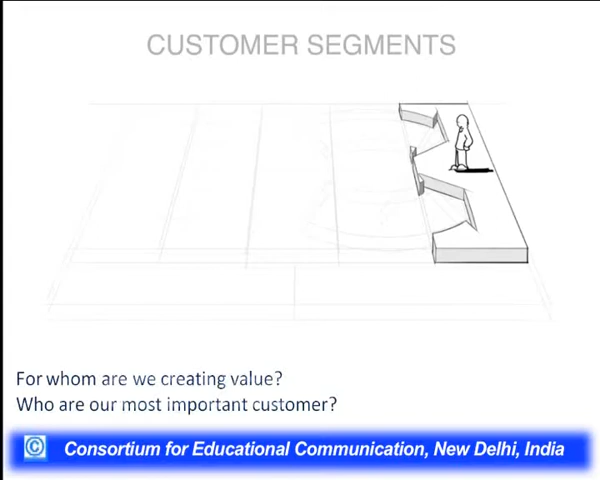 CUSTOMER SEGMENTS
For whom are we creating value?
Who are our most important customer?
© Consortium for Educational Communication, New Delhi, India